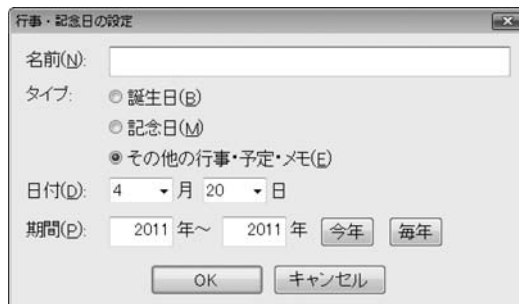 行事・記念日の設定
名前(N):
タイプ: 誕生日(B)
記念日(M)
その他の行事・予定・メモ(E)
日付(D): 4 月 20 日
期間(P): 2011 年～ 2011 年 今年 毎年
OK キャンセル